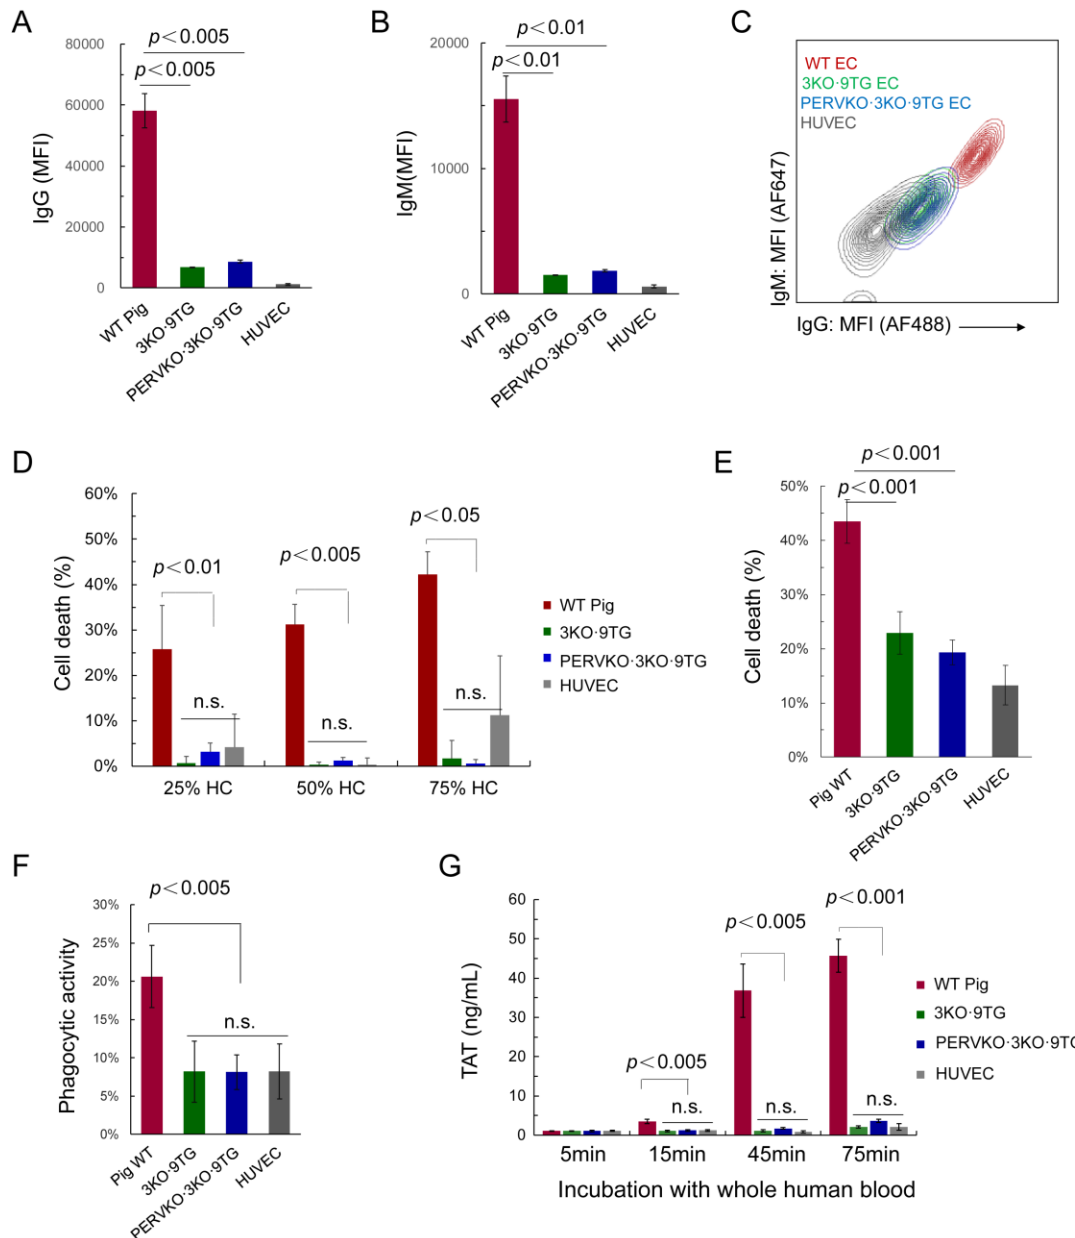 A
p<0.005
p<0.005
80000
60000
40000
20000
0
IgG (MFI)
WT Pig
3KO·9TG
PERVKO·3KO·9TG
HUVEC
B
p<0.01
p<0.01
20000
10000
0
IgM(MFI)
WT Pig
3KO·9TG
PERVKO·3KO·9TG
HUVEC
C
WT EC
3KO·9TG EC
PERVKO·3KO·9TG EC
HUVEC
IgM: MFI (AF647)
IgG: MFI (AF488)
D
60%
50%
40%
30%
20%
10%
0%
Cell death (%)
p<0.01
p<0.005
p<0.05
n.s.
n.s.
n.s.
25% HC
50% HC
75% HC
WT Pig
3KO·9TG
PERVKO·3KO·9TG
HUVEC
E
p<0.001
p<0.001
50%
40%
30%
20%
10%
0%
Cell death (%)
Pig WT
3KO·9TG
PERVKO·3KO·9TG
HUVEC
F
p<0.005
30%
25%
20%
15%
10%
5%
0%
Phagocytic activity
n.s.
Pig WT
3KO·9TG
PERVKO·3KO·9TG
HUVEC
G
60
50
40
30
20
10
0
TAT (ng/mL)
p<0.005
p<0.005
p<0.001
n.s.
n.s.
n.s.
5min
15min
45min
75min
Incubation with whole human blood
WT Pig
3KO·9TG
PERVKO·3KO·9TG
HUVEC